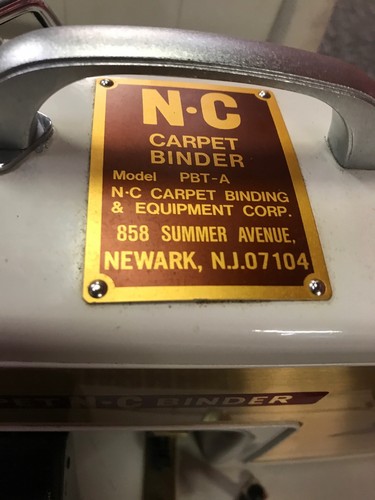 N·C
CARPET
BINDER
Model PBT-A
N·C CARPET BINDING
& EQUIPMENT CORP.
858 SUMMER AVENUE,
NEWARK, N.J.07104
N·C BINDER